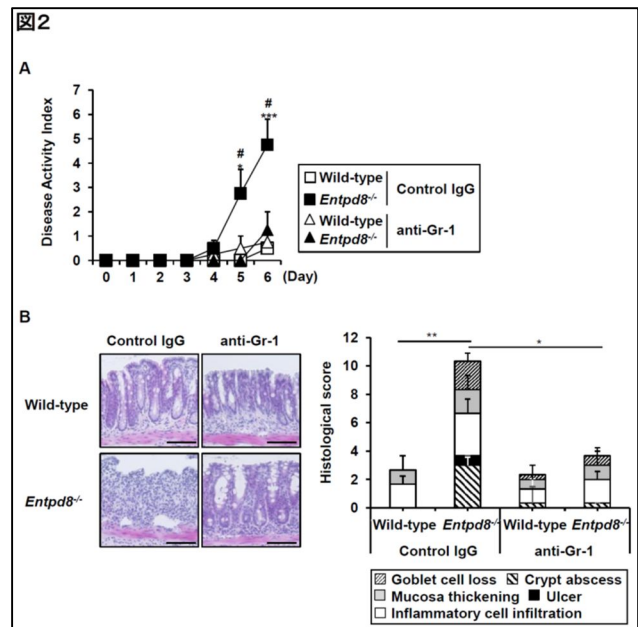 図2
A
Disease Activity Index
7
6
5
4
3
2
1
0
0 1 2 3 4 5 6 (Day)
#
*
#
***
Wild-type
Entpd8-/-
Control IgG
Wild-type
Entpd8-/-
anti-Gr-1
B
Control IgG anti-Gr-1
Wild-type
Entpd8-/-
Histological score
12
10
8
6
4
2
0
**
*
Wild-type Entpd8-/- Wild-type Entpd8-/-
Control IgG anti-Gr-1
Goblet cell loss Crypt abscess
Mucosa thickening Ulcer
Inflammatory cell infiltration